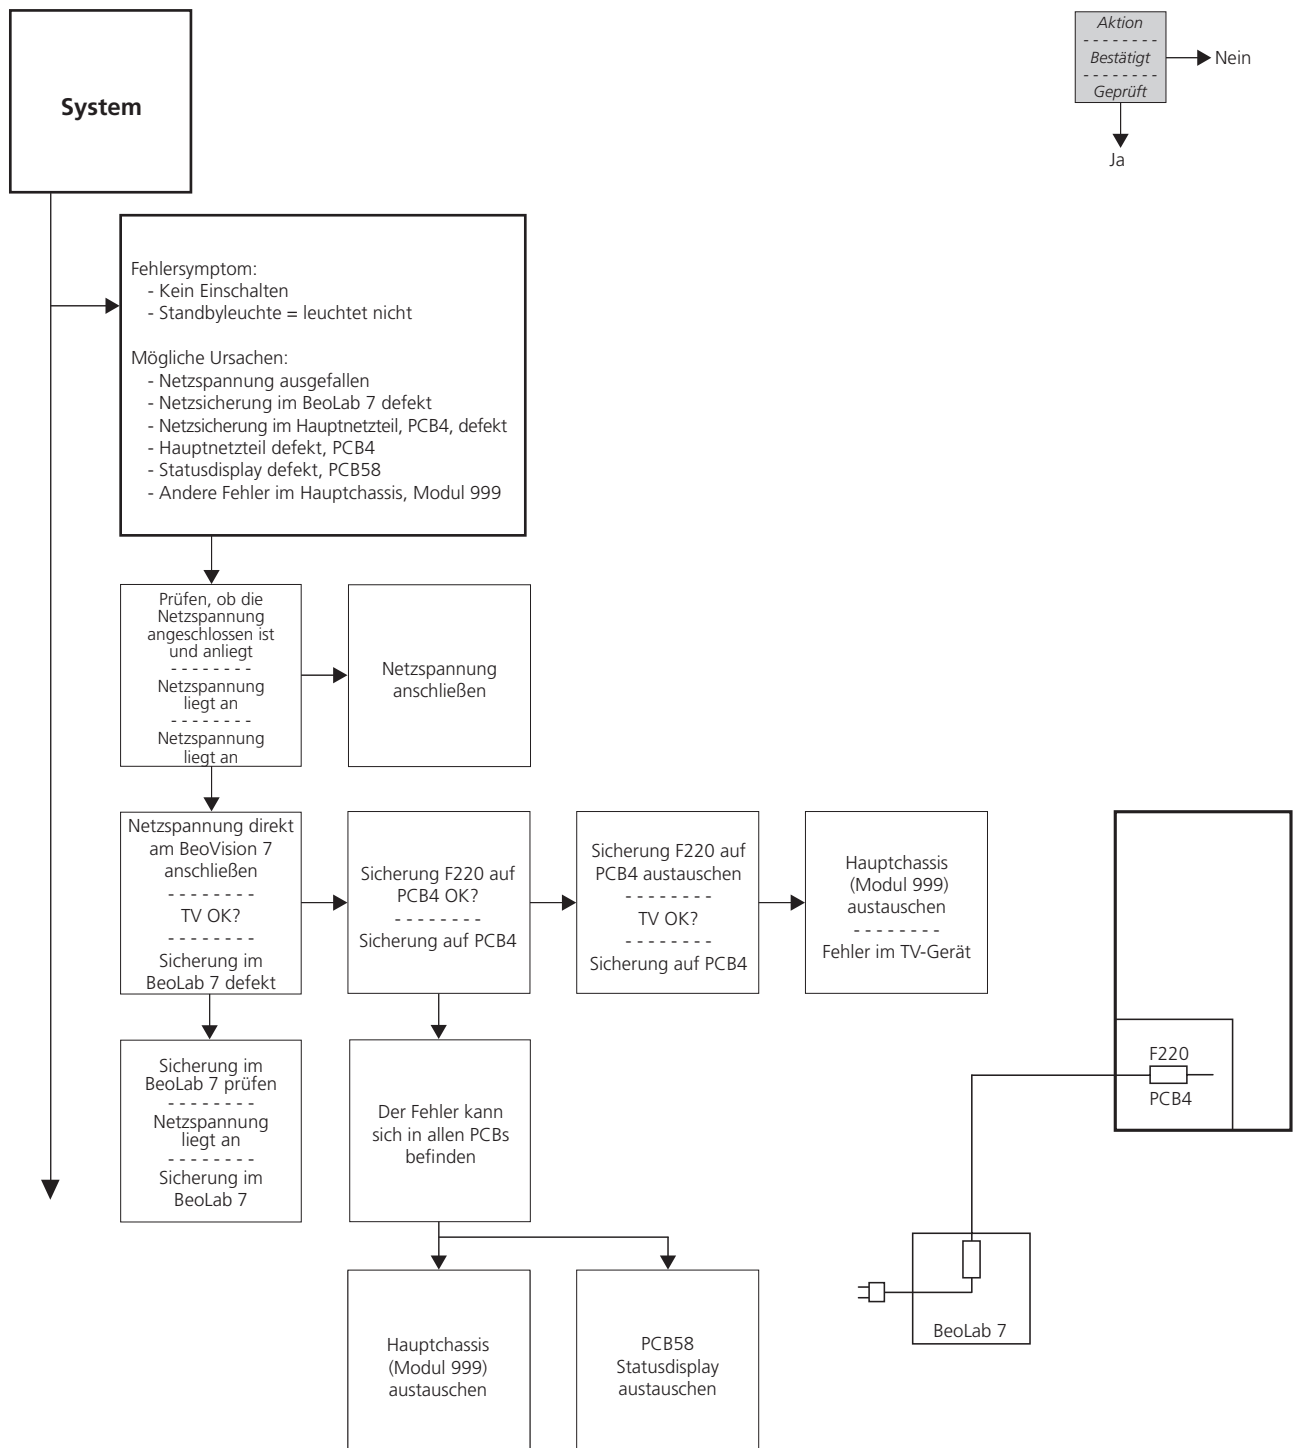 System
Aktion
- - - - - - - -
Bestätigt
- - - - - - - -
Geprüft
Nein
Ja
Fehlersymptom:
- Kein Einschalten
- Standbyleuchte = leuchtet nicht
Mögliche Ursachen:
- Netzspannung ausgefallen
- Netzsicherung im BeoLab 7 defekt
- Netzsicherung im Hauptnetzteil, PCB4, defekt
- Hauptnetzteil defekt, PCB4
- Statusdisplay defekt, PCB58
- Andere Fehler im Hauptchassis, Modul 999
Prüfen, ob die
Netzspannung
angeschlossen ist
und anliegt
- - - - - - - -
Netzspannung
liegt an
- - - - - - - -
Netzspannung
liegt an
Netzspannung
anschließen
Netzspannung direkt
am BeoVision 7
anschließen
- - - - - - - -
TV OK?
- - - - - - - -
Sicherung im
BeoLab 7 defekt
Sicherung F220 auf
PCB4 OK?
- - - - - - - -
Sicherung auf PCB4
Sicherung F220 auf
PCB4 austauschen
- - - - - - - -
TV OK?
- - - - - - - -
Sicherung auf PCB4
Hauptchassis
(Modul 999)
austauschen
- - - - - - - -
Fehler im TV-Gerät
Sicherung im
BeoLab 7 prüfen
- - - - - - - -
Netzspannung
liegt an
- - - - - - - -
Sicherung im
BeoLab 7
Der Fehler kann
sich in allen PCBs
befinden
F220
PCB4
BeoLab 7
Hauptchassis
(Modul 999)
austauschen
PCB58
Statusdisplay
austauschen